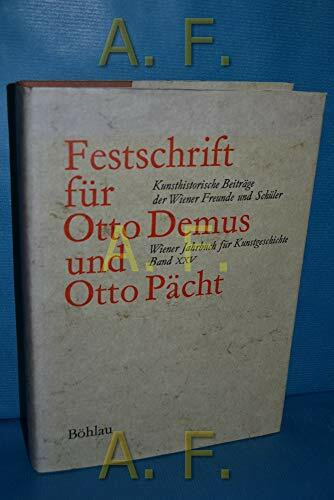 A. F.
Festschrift
für
Kunsthistorische Beiträge
der Wiener Freunde und Schüler
Otto Demus
A. F.
Wiener Jahrbuch für Kunstgeschichte
und
Band XXV
Otto Pächt
Böhlau
A. F.